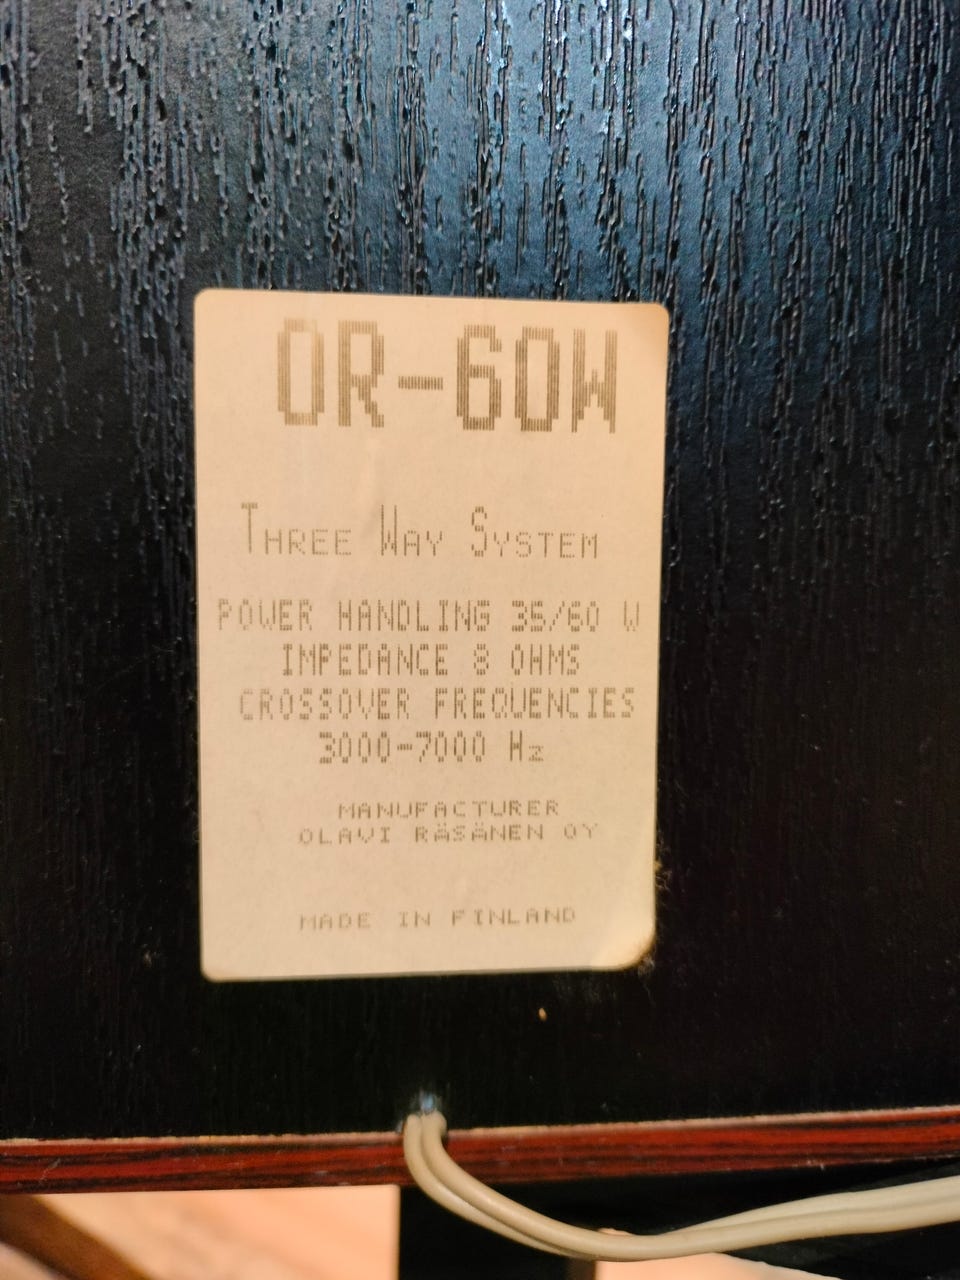 OR-60W
THREE WAY SYSTEM
POWER HANDLING 35/60 W
IMPEDANCE 8 OHMS
CROSSOVER FREQUENCIES
3000-7000 Hz
MANUFACTURER
OLAVI RÄSÄNEN OY
MADE IN FINLAND